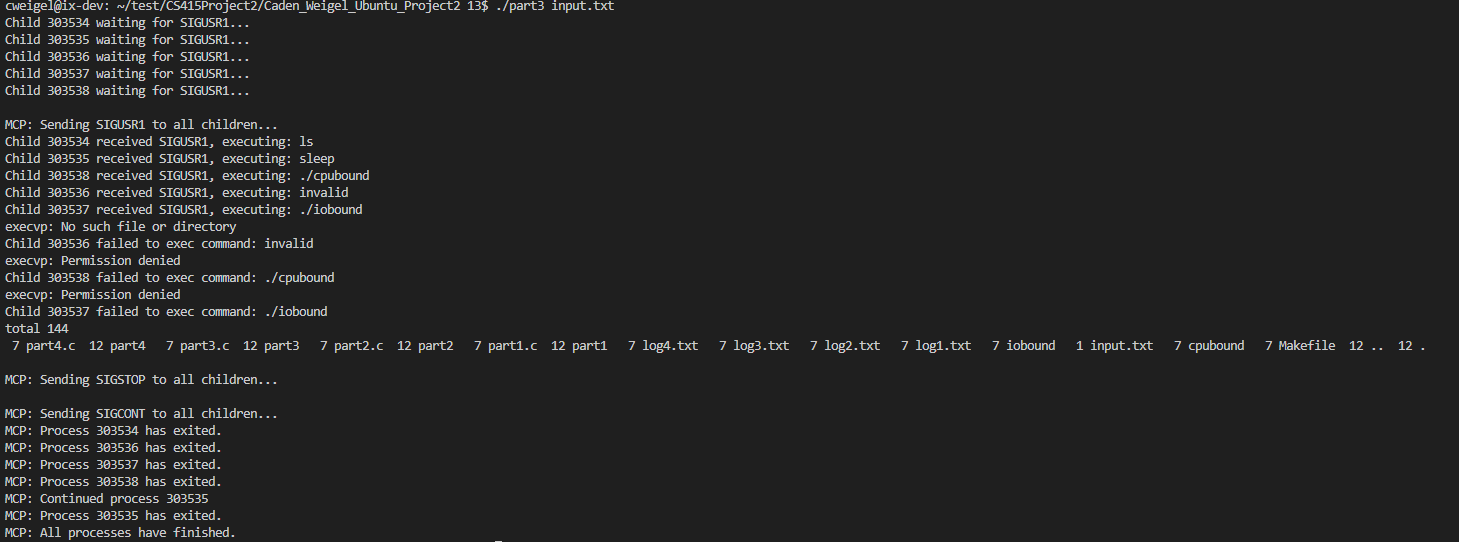 cweigel@ix-dev: ~/test/CS415Project2/Caden_Weigel_Ubuntu_Project2 13$ ./part3 input.txt
Child 303534 waiting for SIGUSR1...
Child 303535 waiting for SIGUSR1...
Child 303536 waiting for SIGUSR1...
Child 303537 waiting for SIGUSR1...
Child 303538 waiting for SIGUSR1...
MCP: Sending SIGUSR1 to all children...
Child 303534 received SIGUSR1, executing: ls
Child 303535 received SIGUSR1, executing: sleep
Child 303538 received SIGUSR1, executing: ./cpubound
Child 303536 received SIGUSR1, executing: invalid
Child 303537 received SIGUSR1, executing: ./iobound
execvp: No such file or directory
Child 303536 failed to exec command: invalid
execvp: Permission denied
Child 303538 failed to exec command: ./cpubound
execvp: Permission denied
Child 303537 failed to exec command: ./iobound
total 144
 7 part4.c  12 part4   7 part3.c  12 part3   7 part2.c  12 part2   7 part1.c  12 part1   7 log4.txt   7 log3.txt   7 log2.txt   7 log1.txt   7 iobound   1 input.txt   7 cpubound   7 Makefile  12 ..  12 .
MCP: Sending SIGSTOP to all children...
MCP: Sending SIGCONT to all children...
MCP: Process 303534 has exited.
MCP: Process 303536 has exited.
MCP: Process 303537 has exited.
MCP: Process 303538 has exited.
MCP: Continued process 303535
MCP: Process 303535 has exited.
MCP: All processes have finished.